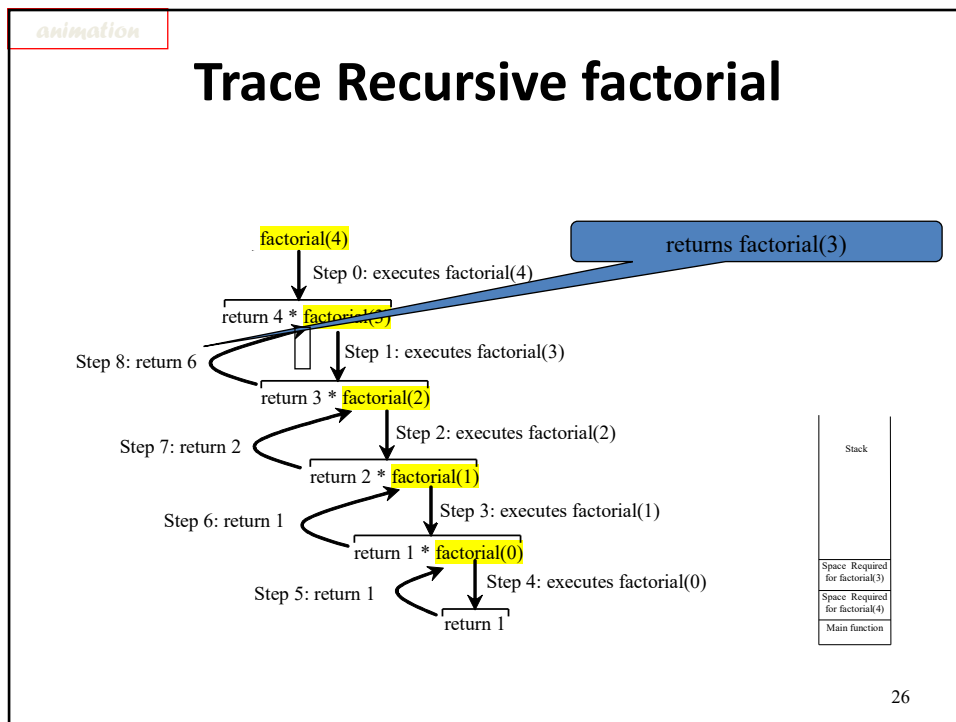 animation
Trace Recursive factorial
factorial(4)
returns factorial(3)
Step 0: executes factorial(4)
return 4 * factorial(3)
Step 1: executes factorial(3)
Step 8: return 6
return 3 * factorial(2)
Step 2: executes factorial(2)
Step 7: return 2
return 2 * factorial(1)
Step 3: executes factorial(1)
Step 6: return 1
return 1 * factorial(0)
Step 4: executes factorial(0)
Step 5: return 1
return 1
Stack
Space Required
for factorial(3)
Space Required
for factorial(4)
Main function
26